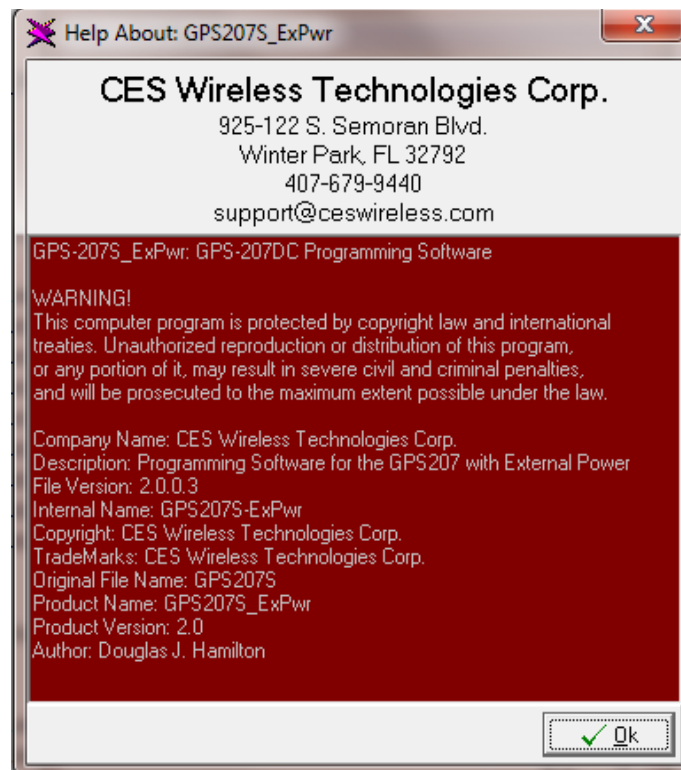 Help About: GPS207S_ExPwr
CES Wireless Technologies Corp.
925-122 S. Semoran Blvd.
Winter Park, FL 32792
407-679-9440
support@ceswireless.com
GPS-207S_ExPwr: GPS-207DC Programming Software
WARNING!
This computer program is protected by copyright law and international
treaties. Unauthorized reproduction or distribution of this program,
or any portion of it, may result in severe civil and criminal penalties,
and will be prosecuted to the maximum extent possible under the law.
Company Name: CES Wireless Technologies Corp.
Description: Programming Software for the GPS207 with External Power
File Version: 2.0.0.3
Internal Name: GPS207S-ExPwr
Copyright: CES Wireless Technologies Corp.
TradeMarks: CES Wireless Technologies Corp.
Original File Name: GPS207S
Product Name: GPS207S_ExPwr
Product Version: 2.0
Author: Douglas J. Hamilton
Ok